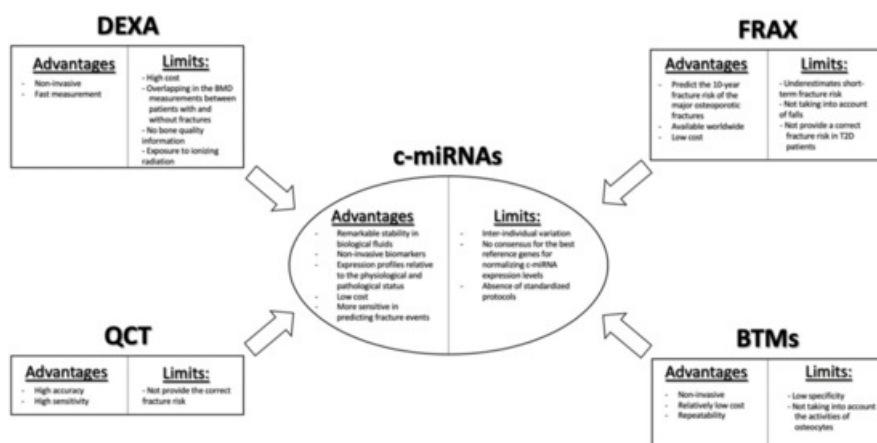 DEXA
Advantages
- Non-invasive
- Fast measurement
Limits:
- High cost
- Overlapping in the BMD
measurements between
patients with and
without fractures
- No bone quality
information
- Exposure to ionizing
radiation
FRAX
Advantages
- Predict the 10-year
fracture risk of the
major osteoporotic
fractures
- Available worldwide
- Low cost
Limits:
- Underestimates short-
term fracture risk
- Not taking into account
of falls
- Not provide a correct
fracture risk in T2D
patients
c-miRNAs
Advantages
- Remarkable stability in
biological fluids
- Non-invasive biomarkers
- Expression profiles relative
to the physiological and
pathological status
- Low cost
- More sensitive in
predicting fracture events
Limits:
- Inter-individual variation
- No consensus for the best
reference genes for
normalizing c-miRNA
expression levels
- Absence of standardized
protocols
QCT
Advantages
- High accuracy
- High sensitivity
Limits:
- Not provide the correct
fracture risk
BTMs
Advantages
- Non-invasive
- Relatively low cost
- Repeatability
Limits:
- Low specificity
- Not taking into account
the activities of
osteocytes